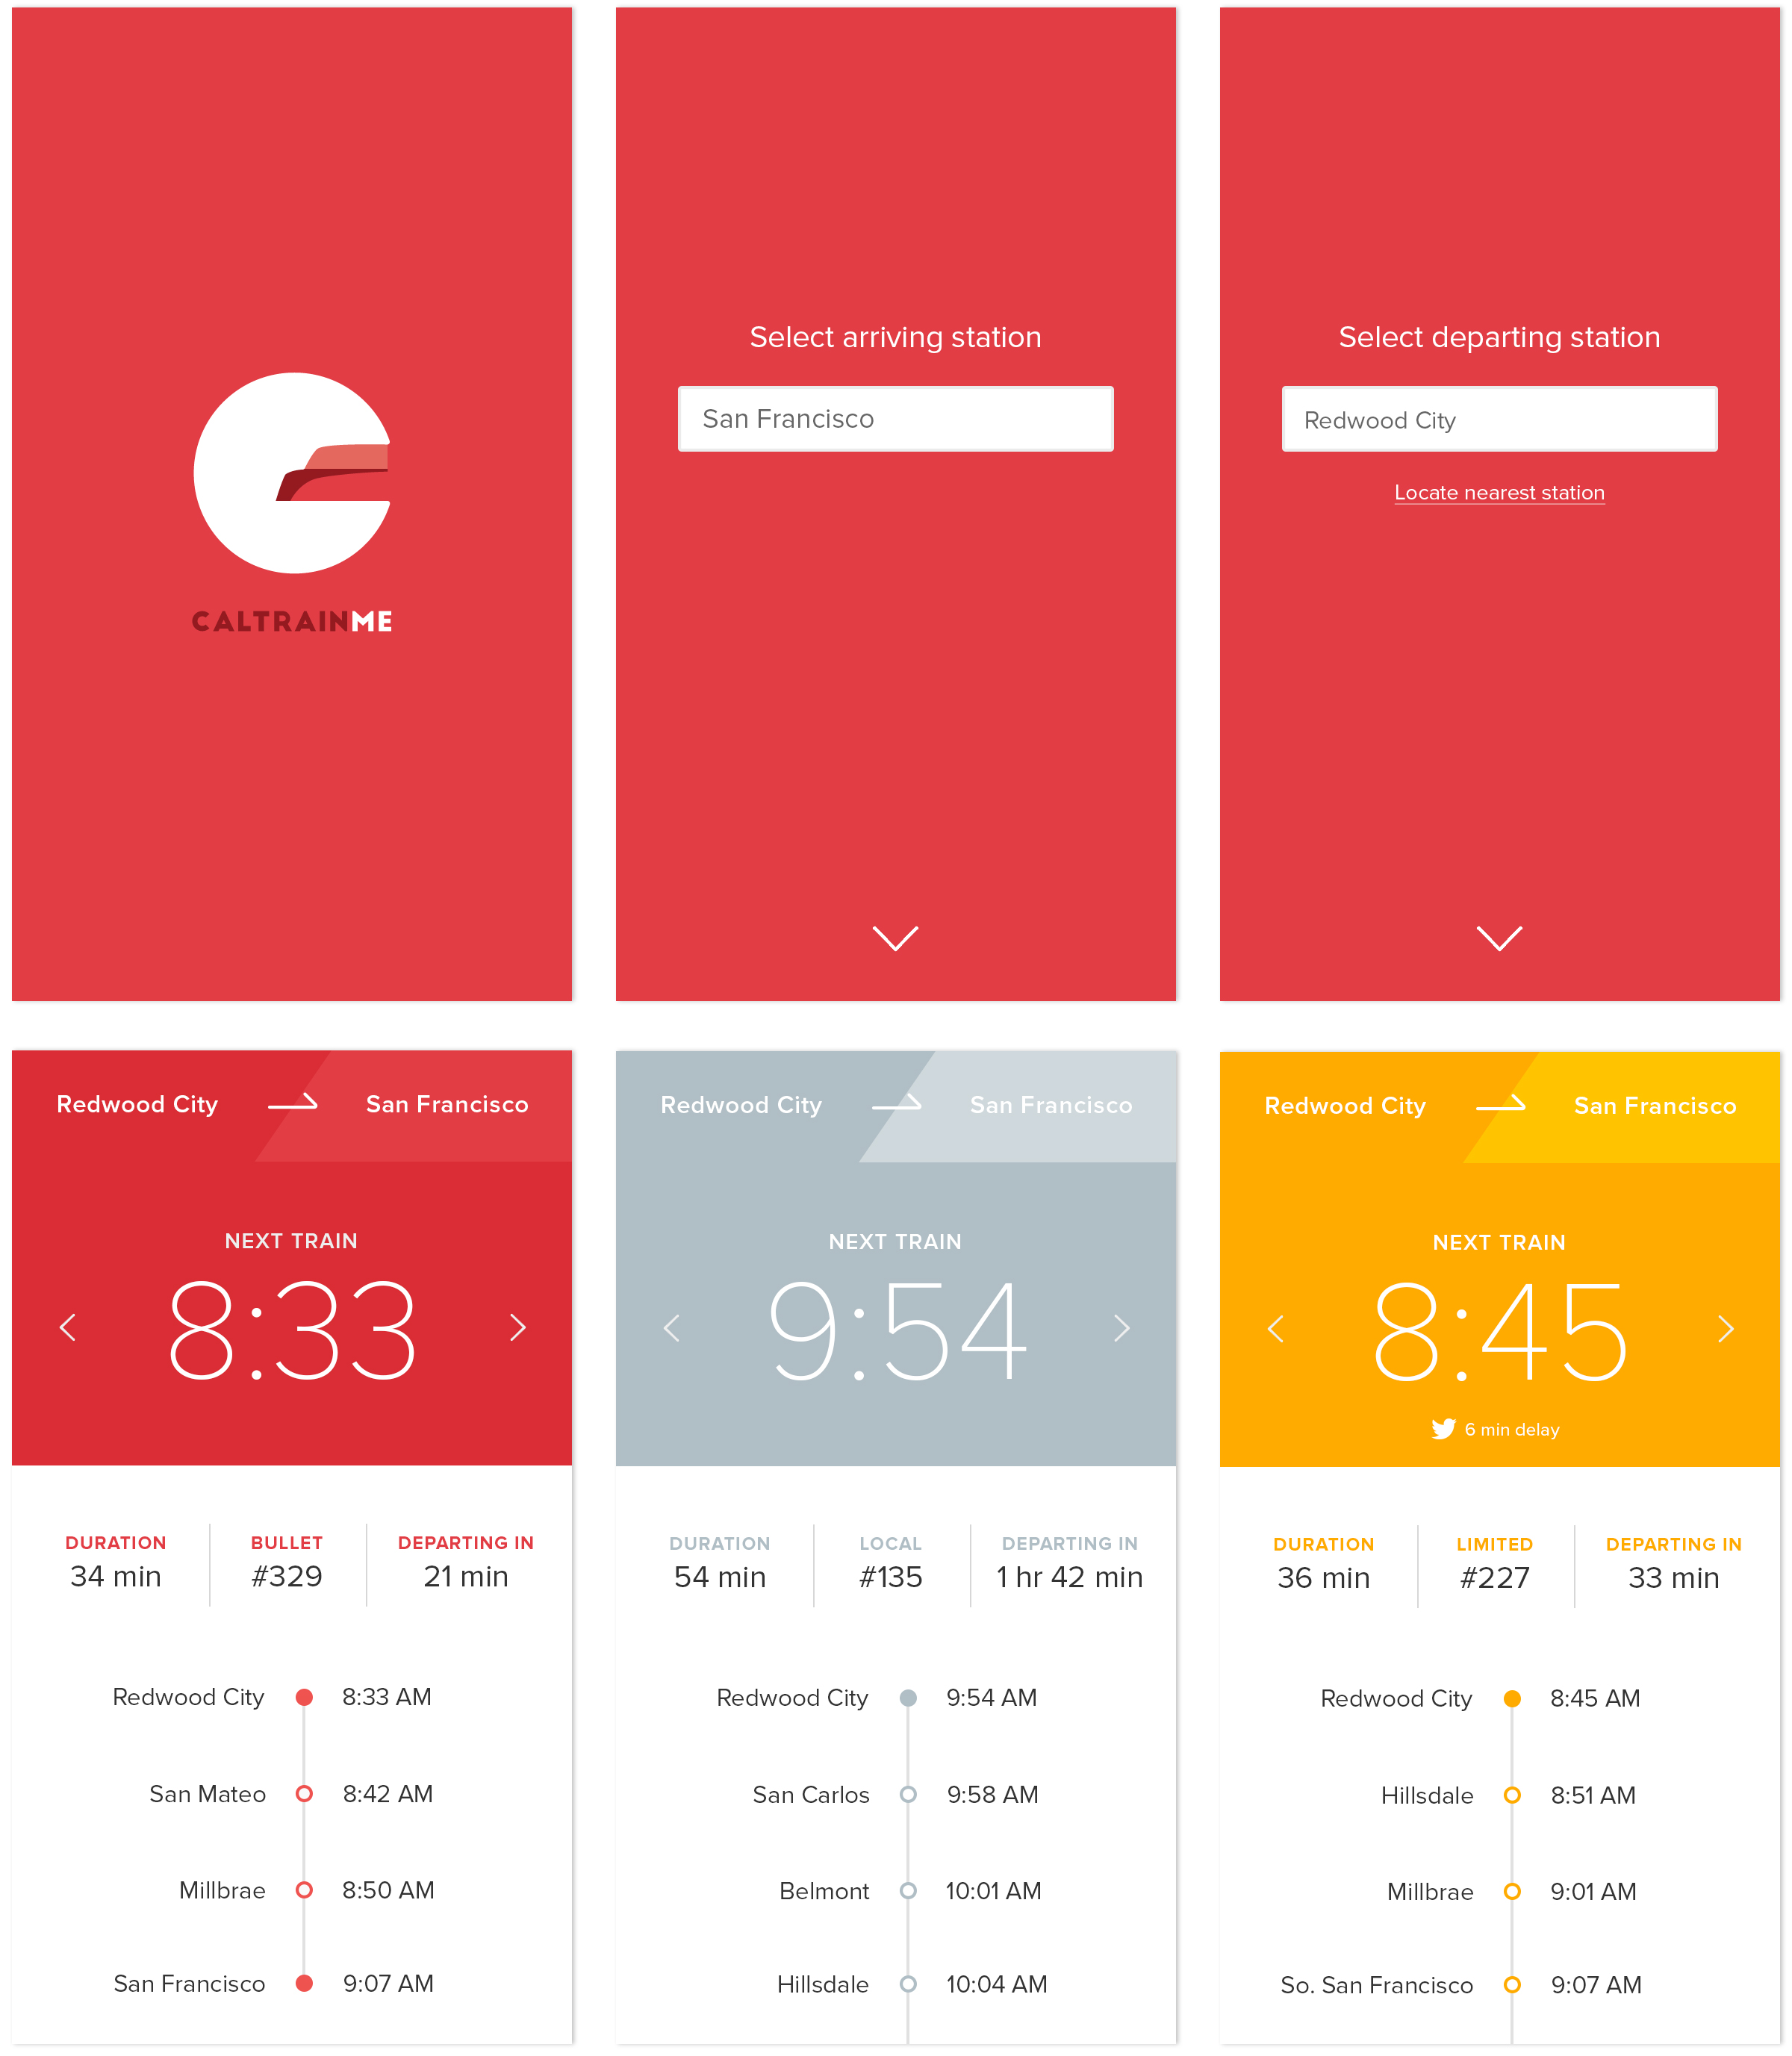 CALTRAINME
Select arriving station
San Francisco
Select departing station
Redwood City
Locate nearest station
Redwood City San Francisco
NEXT TRAIN
8:33
DURATION BULLET DEPARTING IN
34 min #329 21 min
Redwood City 8:33 AM
San Mateo 8:42 AM
Millbrae 8:50 AM
San Francisco 9:07 AM
Redwood City San Francisco
NEXT TRAIN
9:54
DURATION LOCAL DEPARTING IN
54 min #135 1 hr 42 min
Redwood City 9:54 AM
San Carlos 9:58 AM
Belmont 10:01 AM
Hillsdale 10:04 AM
Redwood City San Francisco
NEXT TRAIN
8:45
6 min delay
DURATION LIMITED DEPARTING IN
36 min #227 33 min
Redwood City 8:45 AM
Hillsdale 8:51 AM
Millbrae 9:01 AM
So. San Francisco 9:07 AM